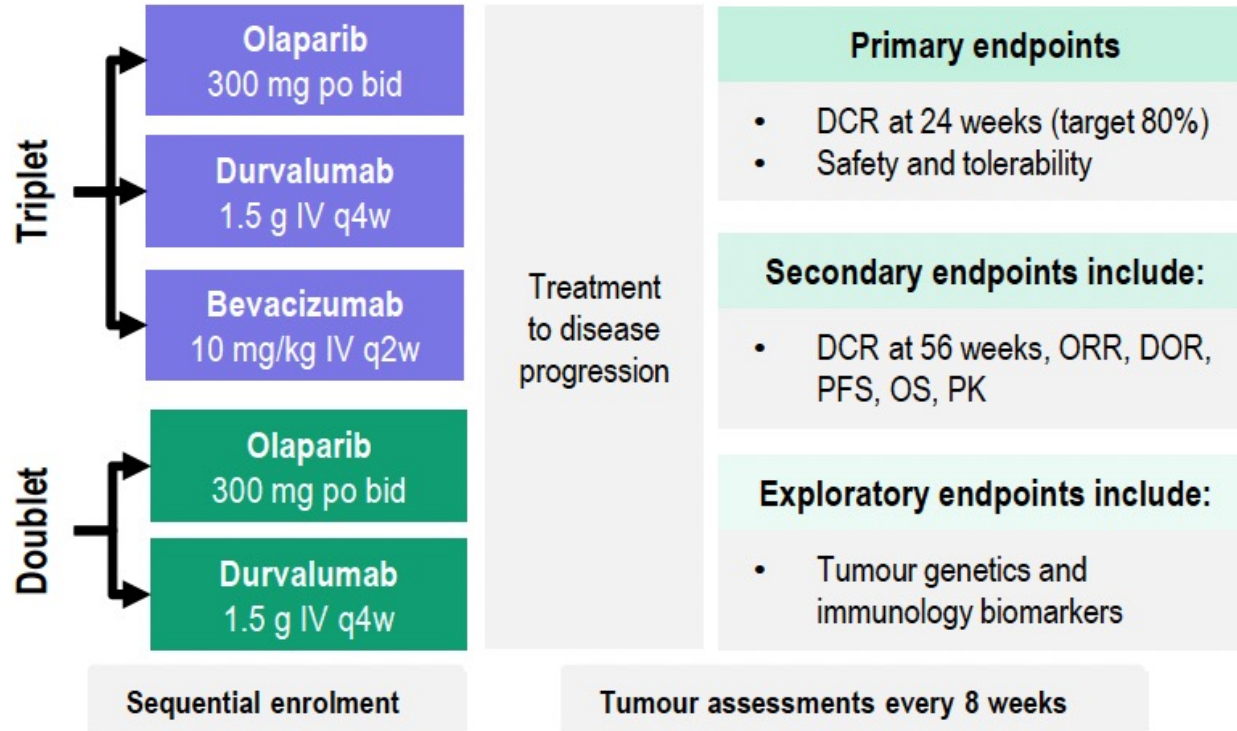 Triplet
Olaparib
300 mg po bid
Durvalumab
1.5 g IV q4w
Bevacizumab
10 mg/kg IV q2w
Doublet
Olaparib
300 mg po bid
Durvalumab
1.5 g IV q4w
Sequential enrolment
Treatment
to disease
progression
Primary endpoints
• DCR at 24 weeks (target 80%)
• Safety and tolerability
Secondary endpoints include:
• DCR at 56 weeks, ORR, DOR,
PFS, OS, PK
Exploratory endpoints include:
• Tumour genetics and
immunology biomarkers
Tumour assessments every 8 weeks